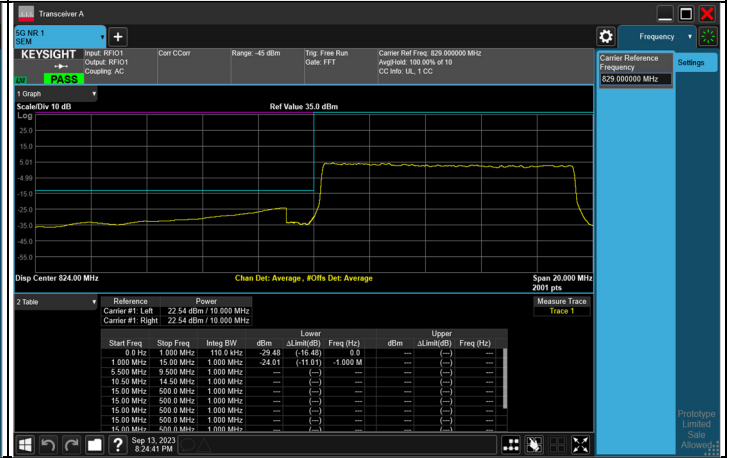 Transceiver A
5G NR 1
SEM
Frequency
KEYSIGHT
Input: RFIO1
Output: RFIO1
Coupling: AC
Corr CCorr
Range: -45 dBm
Trig: Free Run
Gate: FFT
Carrier Ref Freq: 829.000000 MHz
Avg|Hold: 100.00% of 10
CC Info: UL, 1 CC
LXI PASS
Carrier Reference Frequency
829.000000 MHz
Settings
1 Graph
Scale/Div 10 dB
Ref Value 35.0 dBm
Log
25.0
15.0
5.01
-4.99
-15.0
-25.0
-35.0
-45.0
-55.0
Disp Center 824.00 MHz
Chan Det: Average , #Offs Det: Average
Span 20.000 MHz
2001 pts
2 Table
Reference Power
Carrier #1: Left 22.54 dBm / 10.000 MHz
Carrier #1: Right 22.54 dBm / 10.000 MHz
Measure Trace
Trace 1
Lower Upper
Start Freq Stop Freq Integ BW dBm ΔLimit(dB) Freq (Hz) dBm ΔLimit(dB) Freq (Hz)
0.0 Hz 1.000 MHz 110.0 kHz -29.48 (-16.48) 0.0 --- (---) ---
1.000 MHz 15.00 MHz 1.000 MHz -24.01 (-11.01) -1.000 M --- (---) ---
5.500 MHz 9.500 MHz 1.000 MHz --- (---) --- --- (---) ---
10.50 MHz 14.50 MHz 1.000 MHz --- (---) --- --- (---) ---
15.00 MHz 500.0 MHz 1.000 MHz --- (---) --- --- (---) ---
15.00 MHz 500.0 MHz 1.000 MHz --- (---) --- --- (---) ---
15.00 MHz 500.0 MHz 1.000 MHz --- (---) --- --- (---) ---
15.00 MHz 500.0 MHz 1.000 MHz --- (---) --- --- (---) ---
15.00 MHz 500.0 MHz 1.000 MHz --- (---) --- --- (---) ---
Prototype
Limited
Sale
Allowed
?
Sep 13, 2023
8:24:41 PM